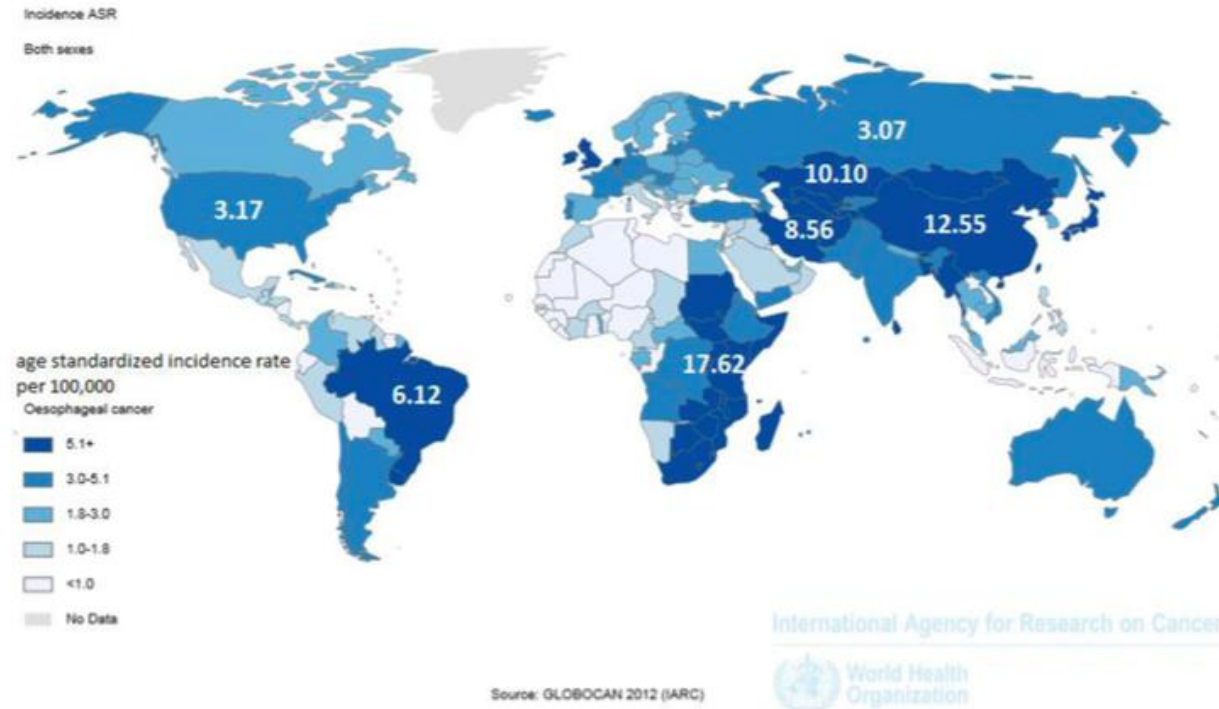 Incidence ASR
Both sexes
3.07
10.10
3.17
8.56
12.55
17.62
6.12
age standardized incidence rate
per 100,000
Oesophageal cancer
5.1+
3.0-5.1
1.8-3.0
1.0-1.8
<1.0
No Data
International Agency for Research on Cancer
World Health
Organization
Source: GLOBOCAN 2012 (IARC)